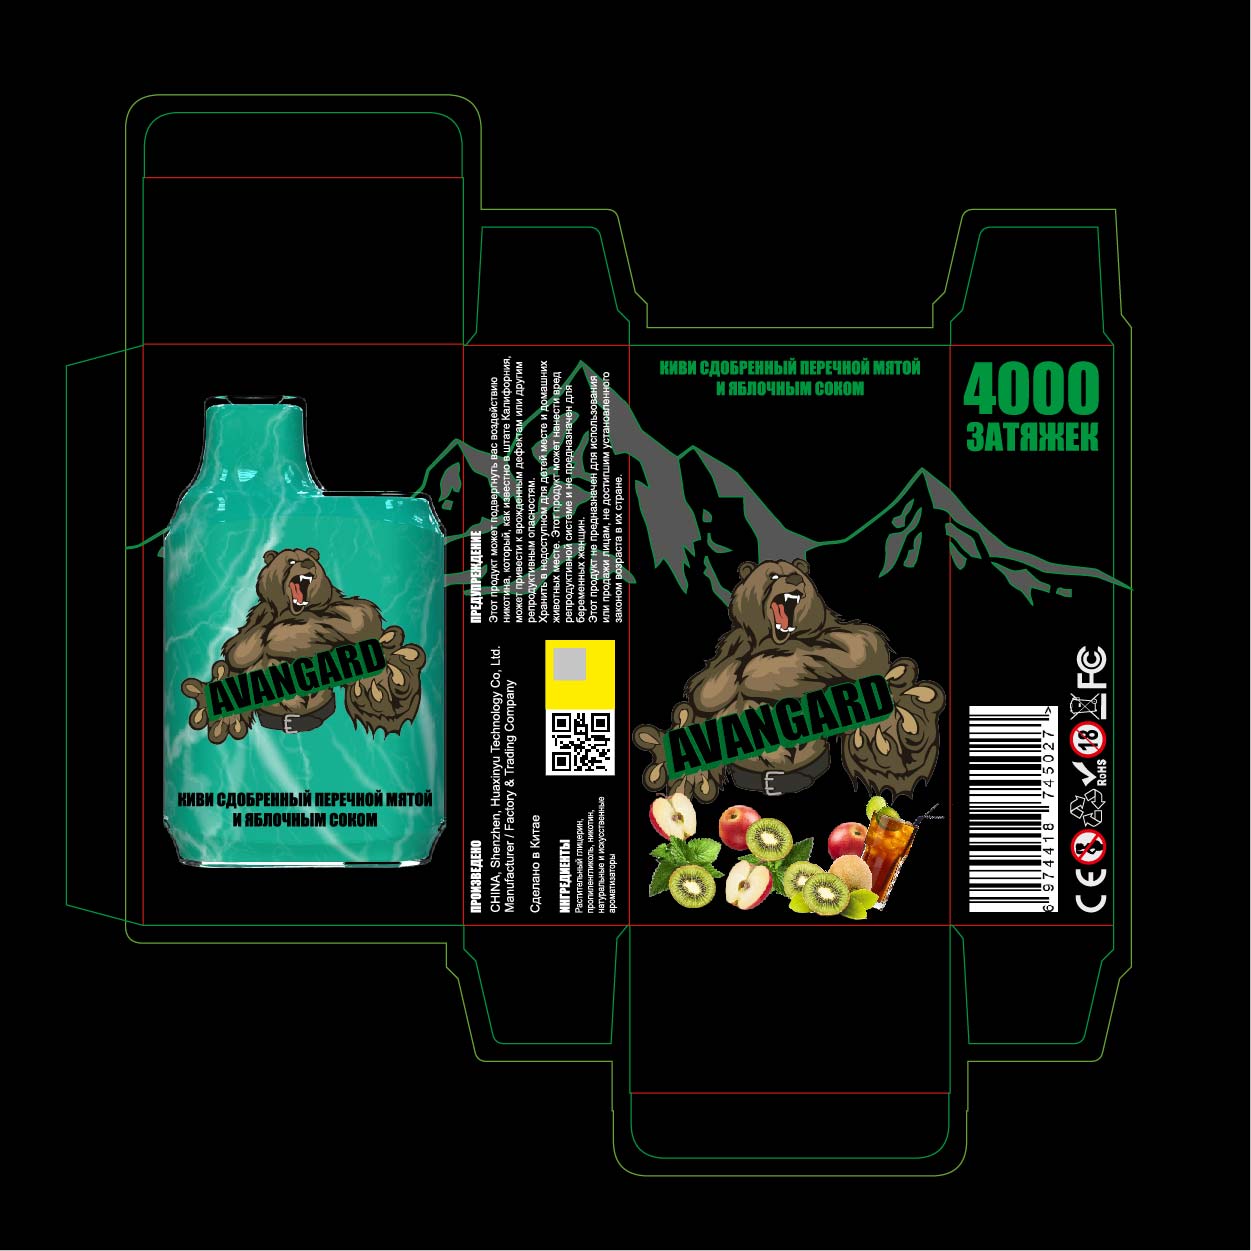 AVANGARD
КИВИ СДОБРЕННЫЙ ПЕРЕЧНОЙ МЯТОЙ
И ЯБЛОЧНЫМ СОКОМ
ПРЕДУПРЕЖДЕНИЕ
Этот продукт может подвергнуть вас воздействию
никотина, который, как известно в штате Калифорния,
может привести к врожденным дефектам или другим
репродуктивным опасностям.
Хранить в недоступном для детей месте и домашних
животных месте. Этот продукт может нанести вред
репродуктивной системе и не предназначен для
беременных женщин.
Этот продукт не предназначен для использования
или продажи лицам, не достигшим установленного
законом возраста в их стране.
ПРОИЗВЕДЕНО
CHINA, Shenzhen, Huaxinyu Technology Co, Ltd.
Manufacturer / Factory & Trading Company
Сделано в Китае
ИНГРЕДИЕНТЫ
Растительный глицерин,
пропиленгликоль, никотин,
натуральные и искусственные
ароматизаторы
КИВИ СДОБРЕННЫЙ ПЕРЕЧНОЙ МЯТОЙ
И ЯБЛОЧНЫМ СОКОМ
AVANGARD
4000
ЗАТЯЖЕК
6 974418 745027 >
CE
RoHS
18
FC